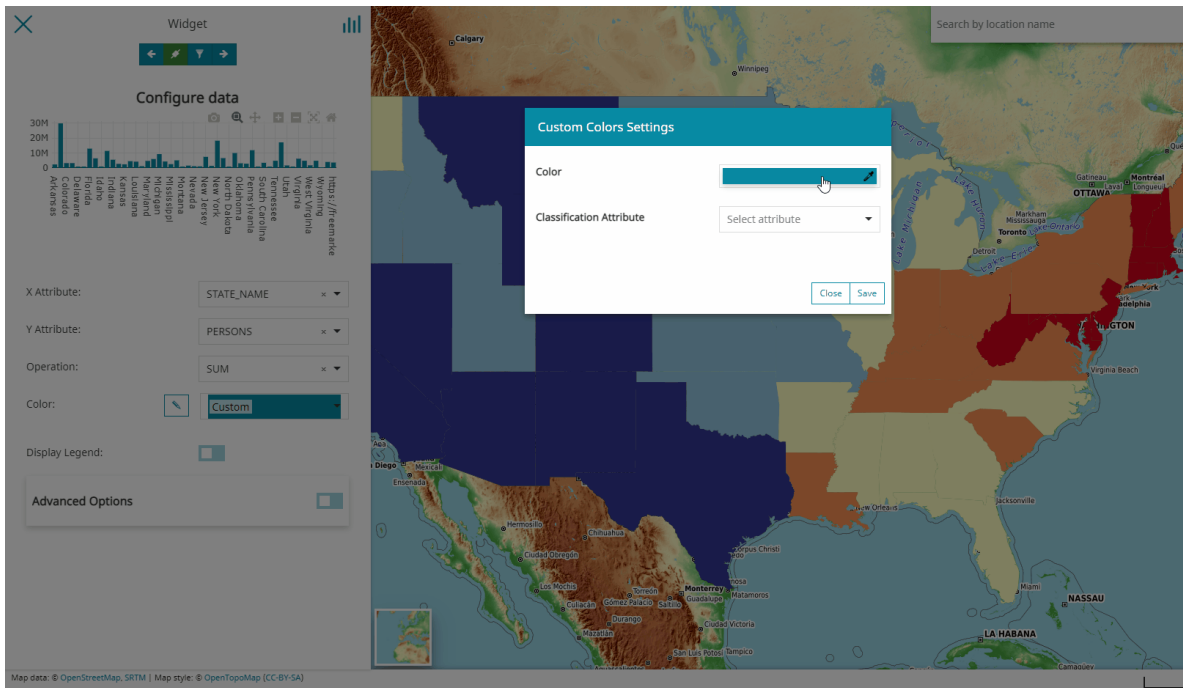 Widget
Configure data
30M
20M
10M
0
Arkansas
Colorado
Delaware
Florida
Idaho
Indiana
Kansas
Louisiana
Maryland
Michigan
Mississippi
Montana
Nevada
New Jersey
New York
North Dakota
Oklahoma
Pennsylvania
South Carolina
Tennessee
Utah
Virginia
West Virginia
Wyoming
https://freemarke
X Attribute:
STATE_NAME
Y Attribute:
PERSONS
Operation:
SUM
Color:
Custom
Display Legend:
Advanced Options
Search by location name
Custom Colors Settings
Color
Classification Attribute
Select attribute
Close
Save
Calgary
Winnipeg
Gatineau
Montréal
OTTAWA
Laval
Longueuil
Lake Huron
Lake Michigan
Markham
Mississauga
Toronto
Lake Ontario
Detroit
Lake Erie
Virginia Beach
Mexicali
Ensenada
Hermosillo
Chihuahua
Ciudad Obregón
Los Mochis
Torreón
Culiacán
Gómez Palacio
Saltillo
Monterrey
Guadalupe
Matamoros
Durango
Mazatlán
Ciudad Victoria
San Luis Potosí
Tampico
Corpus Christi
New Orleans
Jacksonville
Miami
NASSAU
LA HABANA
Camagüey
Map data: © OpenStreetMap, SRTM | Map style: © OpenTopoMap (CC-BY-SA)